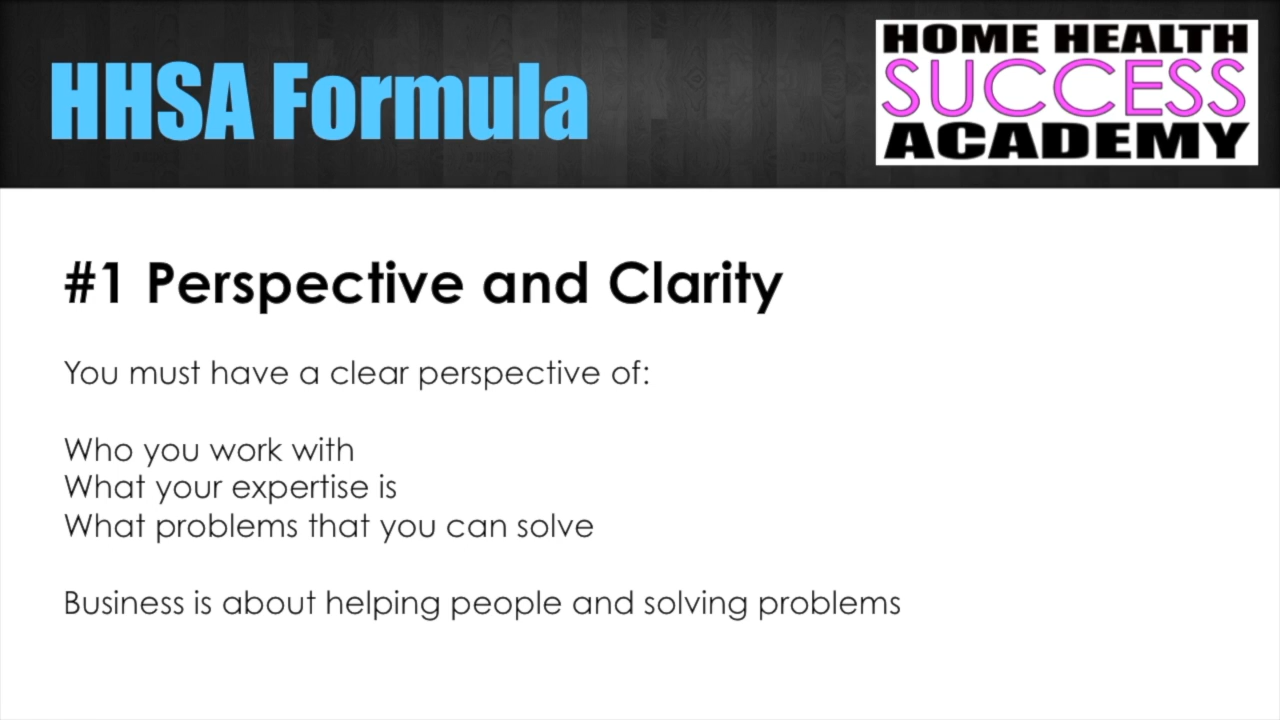 HHSA Formula
HOME HEALTH
SUCCESS
ACADEMY
#1 Perspective and Clarity
You must have a clear perspective of:
Who you work with
What your expertise is
What problems that you can solve
Business is about helping people and solving problems